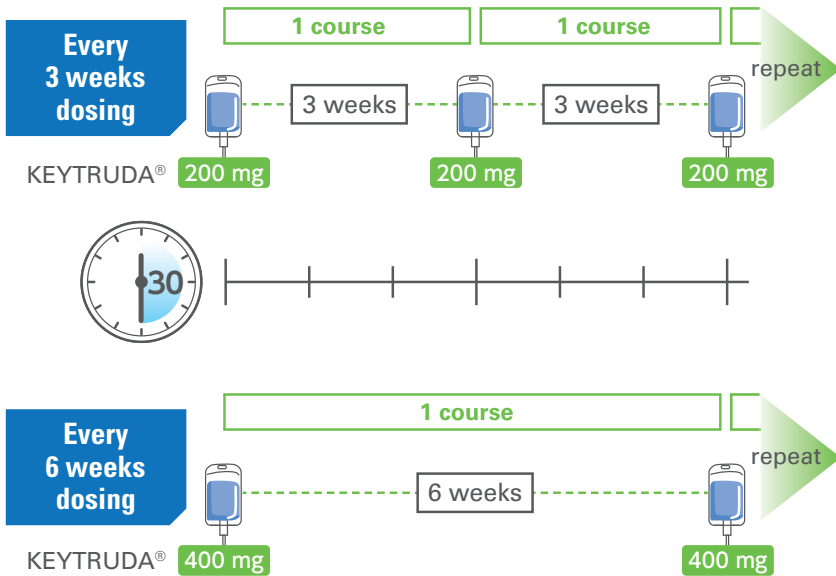 1 course
1 course
Every
3 weeks
dosing
3 weeks
3 weeks
repeat
KEYTRUDA®
200 mg
200 mg
200 mg
30
1 course
Every
6 weeks
dosing
6 weeks
repeat
KEYTRUDA®
400 mg
400 mg